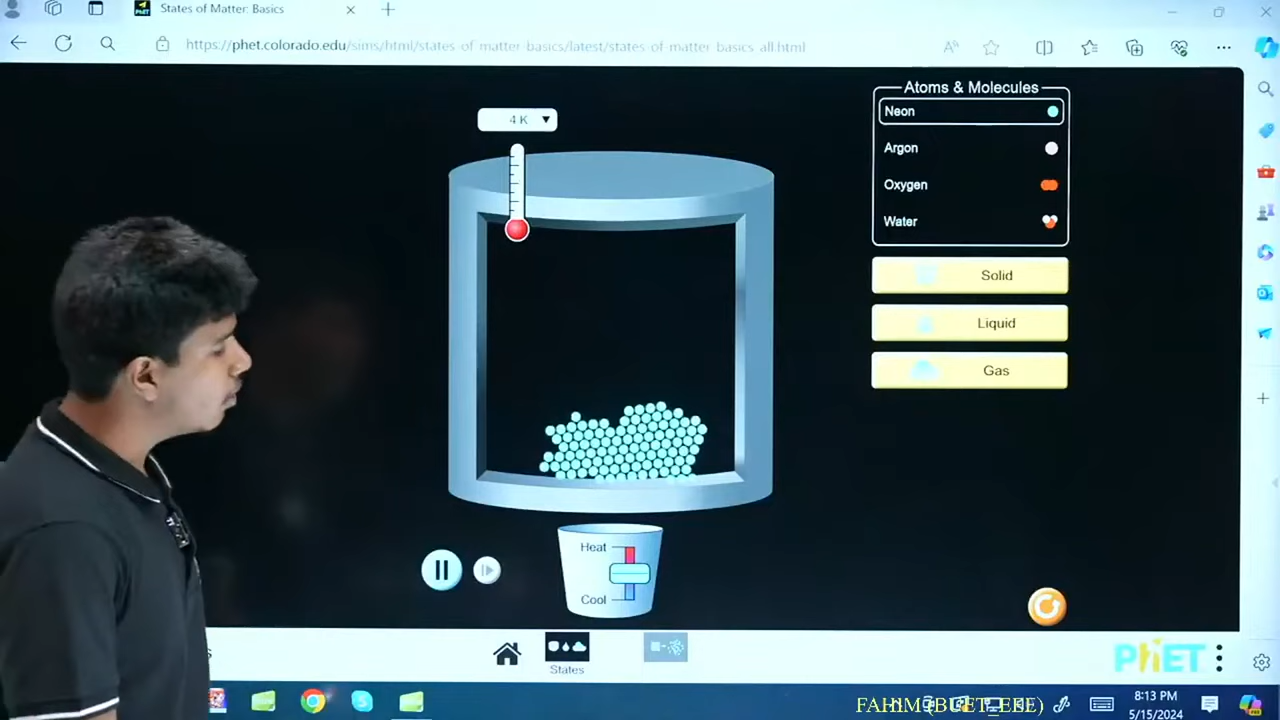 States of Matter: Basics
https://phet.colorado.edu/sims/html/states-of-matter-basics/latest/states-of-matter-basics_all.html
4 K
Atoms & Molecules
Neon
Argon
Oxygen
Water
Solid
Liquid
Gas
Heat
Cool
States
PhET
8:13 PM
FAHIM (BUET_EEE)
5/15/2024